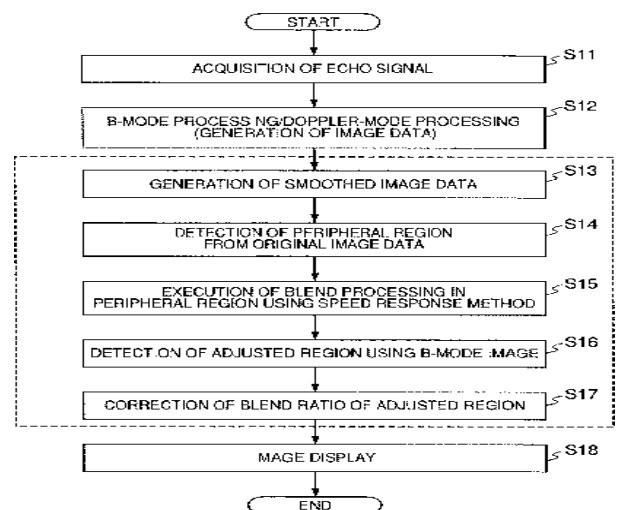 START
S11
ACQUISITION OF ECHO SIGNAL
S12
B-MODE PROCESS NG/DOPPLER-MODE PROCESSING
(GENERATION OF IMAGE DATA)
S13
GENERATION OF SMOOTHED IMAGE DATA
S14
DETECTION OF PERIPHERAL REGION
FROM ORIGINAL IMAGE DATA
S15
EXECUTION OF BLEND PROCESSING IN
PERIPHERAL REGION USING SPEED RESPONSE METHOD
S16
DETECTION OF ADJUSTED REGION USING B-MODE IMAGE
S17
CORRECTION OF BLEND RATIO OF ADJUSTED REGION
S18
MAGE DISPLAY
END